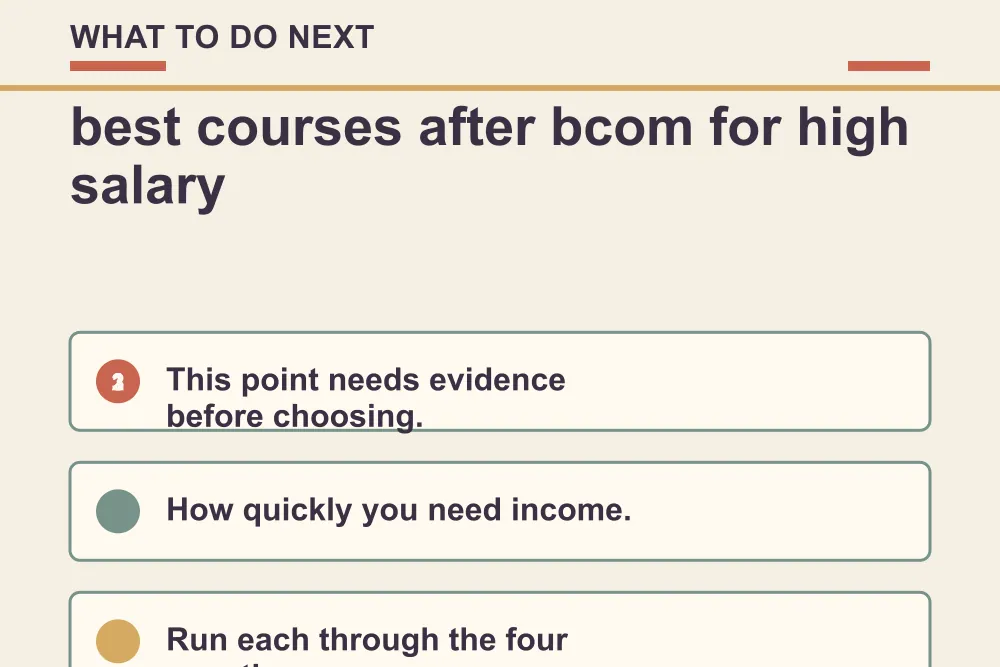 WHAT TO DO NEXT
best courses after bcom for high
salary
This point needs evidence
before choosing.
How quickly you need income.
Run each through the four